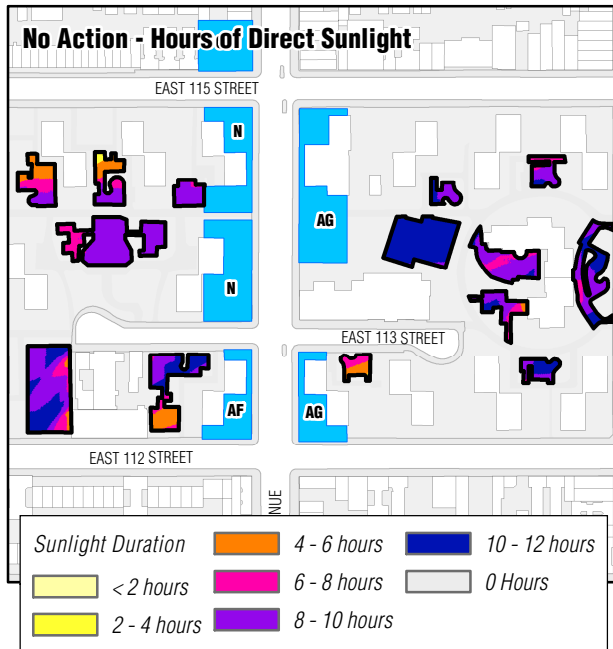 No Action - Hours of Direct Sunlight
EAST 115 STREET
N
AG
N
EAST 113 STREET
AF
AG
EAST 112 STREET
NUE
Sunlight Duration
< 2 hours
2 - 4 hours
4 - 6 hours
6 - 8 hours
8 - 10 hours
10 - 12 hours
0 Hours